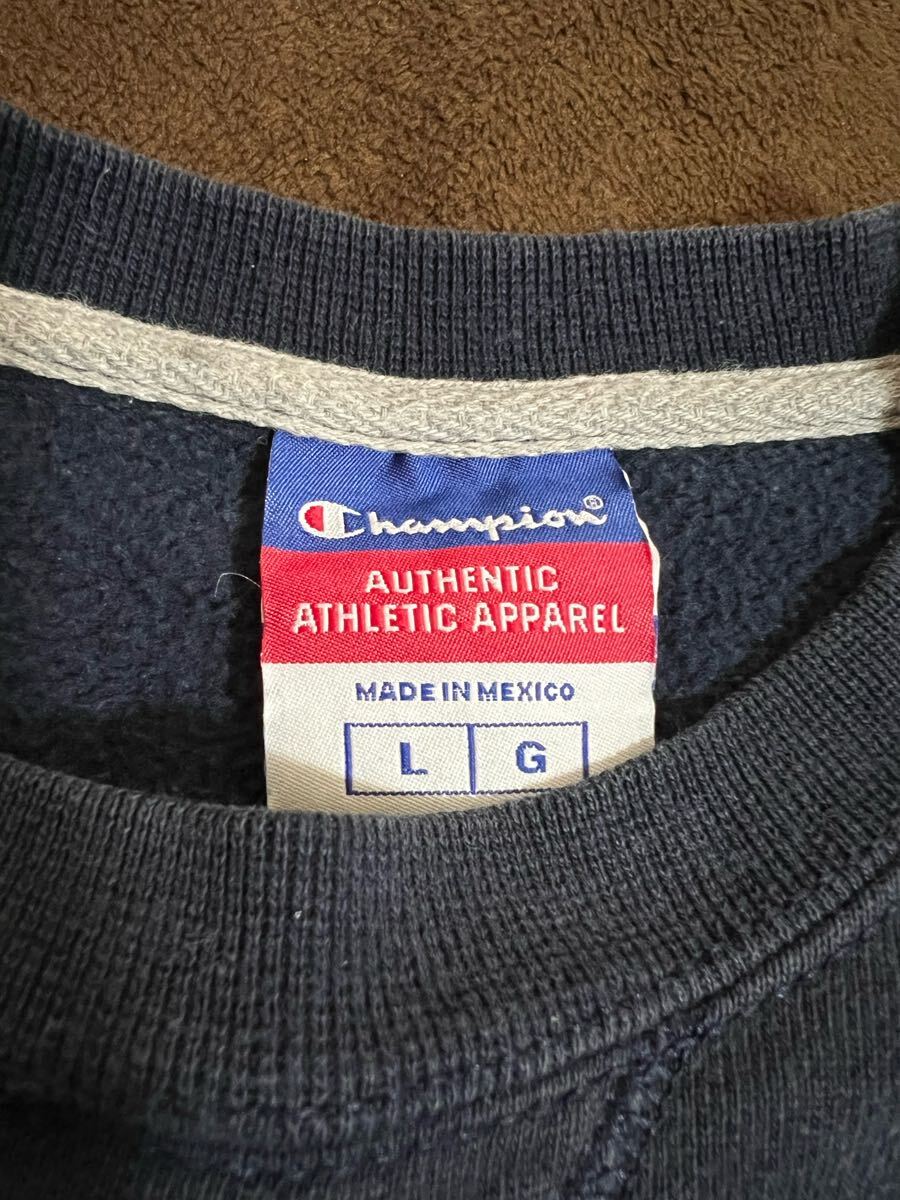 Champion®
AUTHENTIC
ATHLETIC APPAREL
MADE IN MEXICO
L G